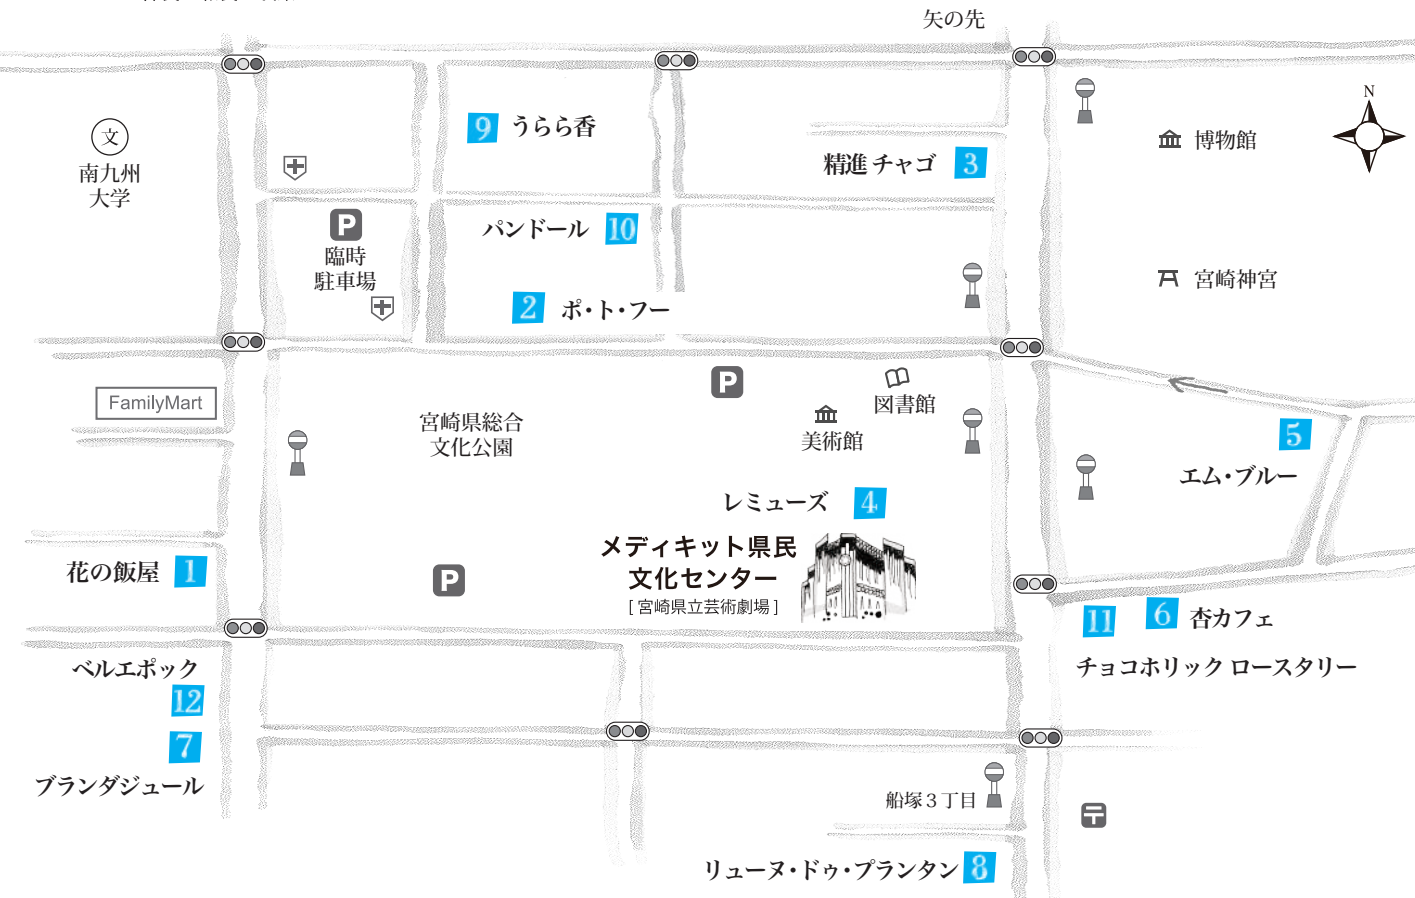 矢の先
N
文
南九州
大学
9 うらら香
精進 チャゴ 3
博物館
P
臨時
駐車場
パンドール 10
2 ポ・ト・フー
宮崎神宮
FamilyMart
宮崎県総合
文化公園
P
図書館
美術館
5
エム・ブルー
レミューズ 4
メディキット県民
文化センター
[ 宮崎県立芸術劇場 ]
P
花の飯屋 1
11 6 杏カフェ
チョコホリック ロースタリー
ベルエポック
12
7
ブランダジュール
船塚３丁目
〒
リューヌ・ドゥ・プランタン 8